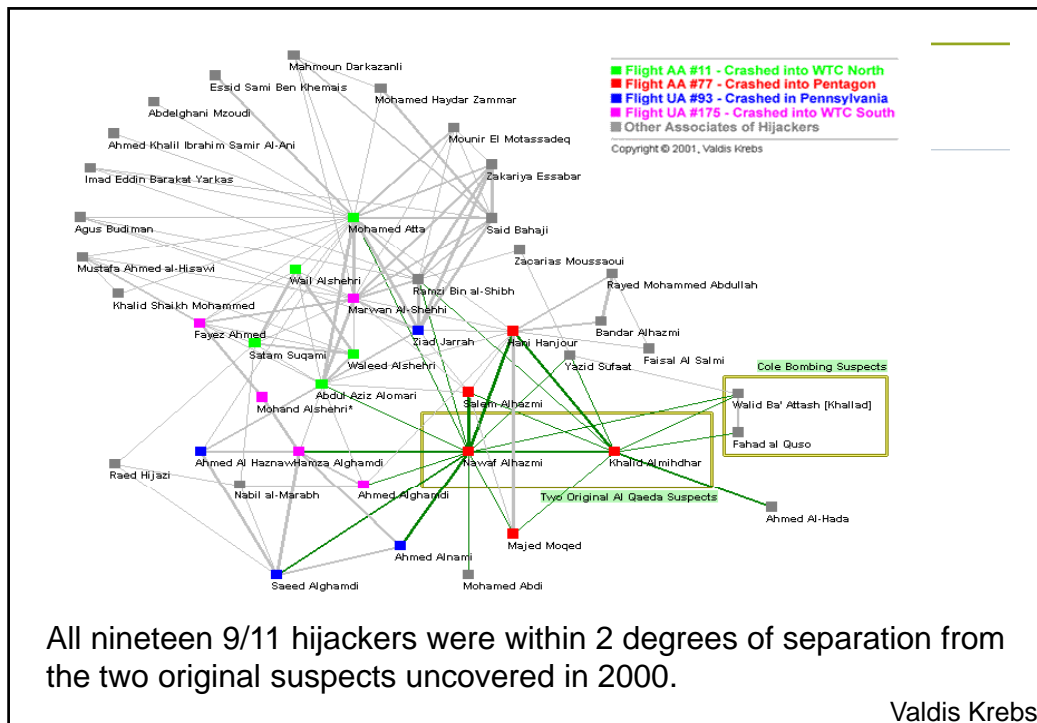 Mahmoun Darkazanli
Essid Sami Ben Khemais
Mohamed Haydar Zammar
Abdelghani Mzoudi
Mounir El Motassadeq
Ahmed Khalil Ibrahim Samir Al-Ani
Zakariya Essabar
Imad Eddin Barakat Yarkas
Flight AA #11 - Crashed into WTC North
Flight AA #77 - Crashed into Pentagon
Flight UA #93 - Crashed in Pennsylvania
Flight UA #175 - Crashed into WTC South
Other Associates of Hijackers
Copyright © 2001, Valdis Krebs
Agus Budiman
Mohamed Atta
Said Bahaji
Mustafa Ahmed al-Hisawi
Wail Alshehri
Zacarias Moussaoui
Ramzi Bin al-Shibh
Rayed Mohammed Abdullah
Khalid Shaikh Mohammed
Marwan Al-Shehhi
Fayez Ahmed
Ziad Jarrah
Hani Hanjour
Bandar Alhazmi
Satam Suqami
Waleed Alshehri
Yazid Sufaat
Faisal Al Salmi
Cole Bombing Suspects
Mohand Alshehri*
Abdul Aziz Alomari
Salem Alhazmi
Walid Ba' Attash [Khallad]
Fahad al Quso
Ahmed Al Haznawi
Hamza Alghamdi
Nawaf Alhazmi
Khalid Almihdhar
Raed Hijazi
Nabil al-Marabh
Ahmed Alghamdi
Two Original Al Qaeda Suspects
Ahmed Al-Hada
Majed Moqed
Ahmed Alnami
Saeed Alghamdi
Mohamed Abdi
All nineteen 9/11 hijackers were within 2 degrees of separation from
the two original suspects uncovered in 2000.
Valdis Krebs